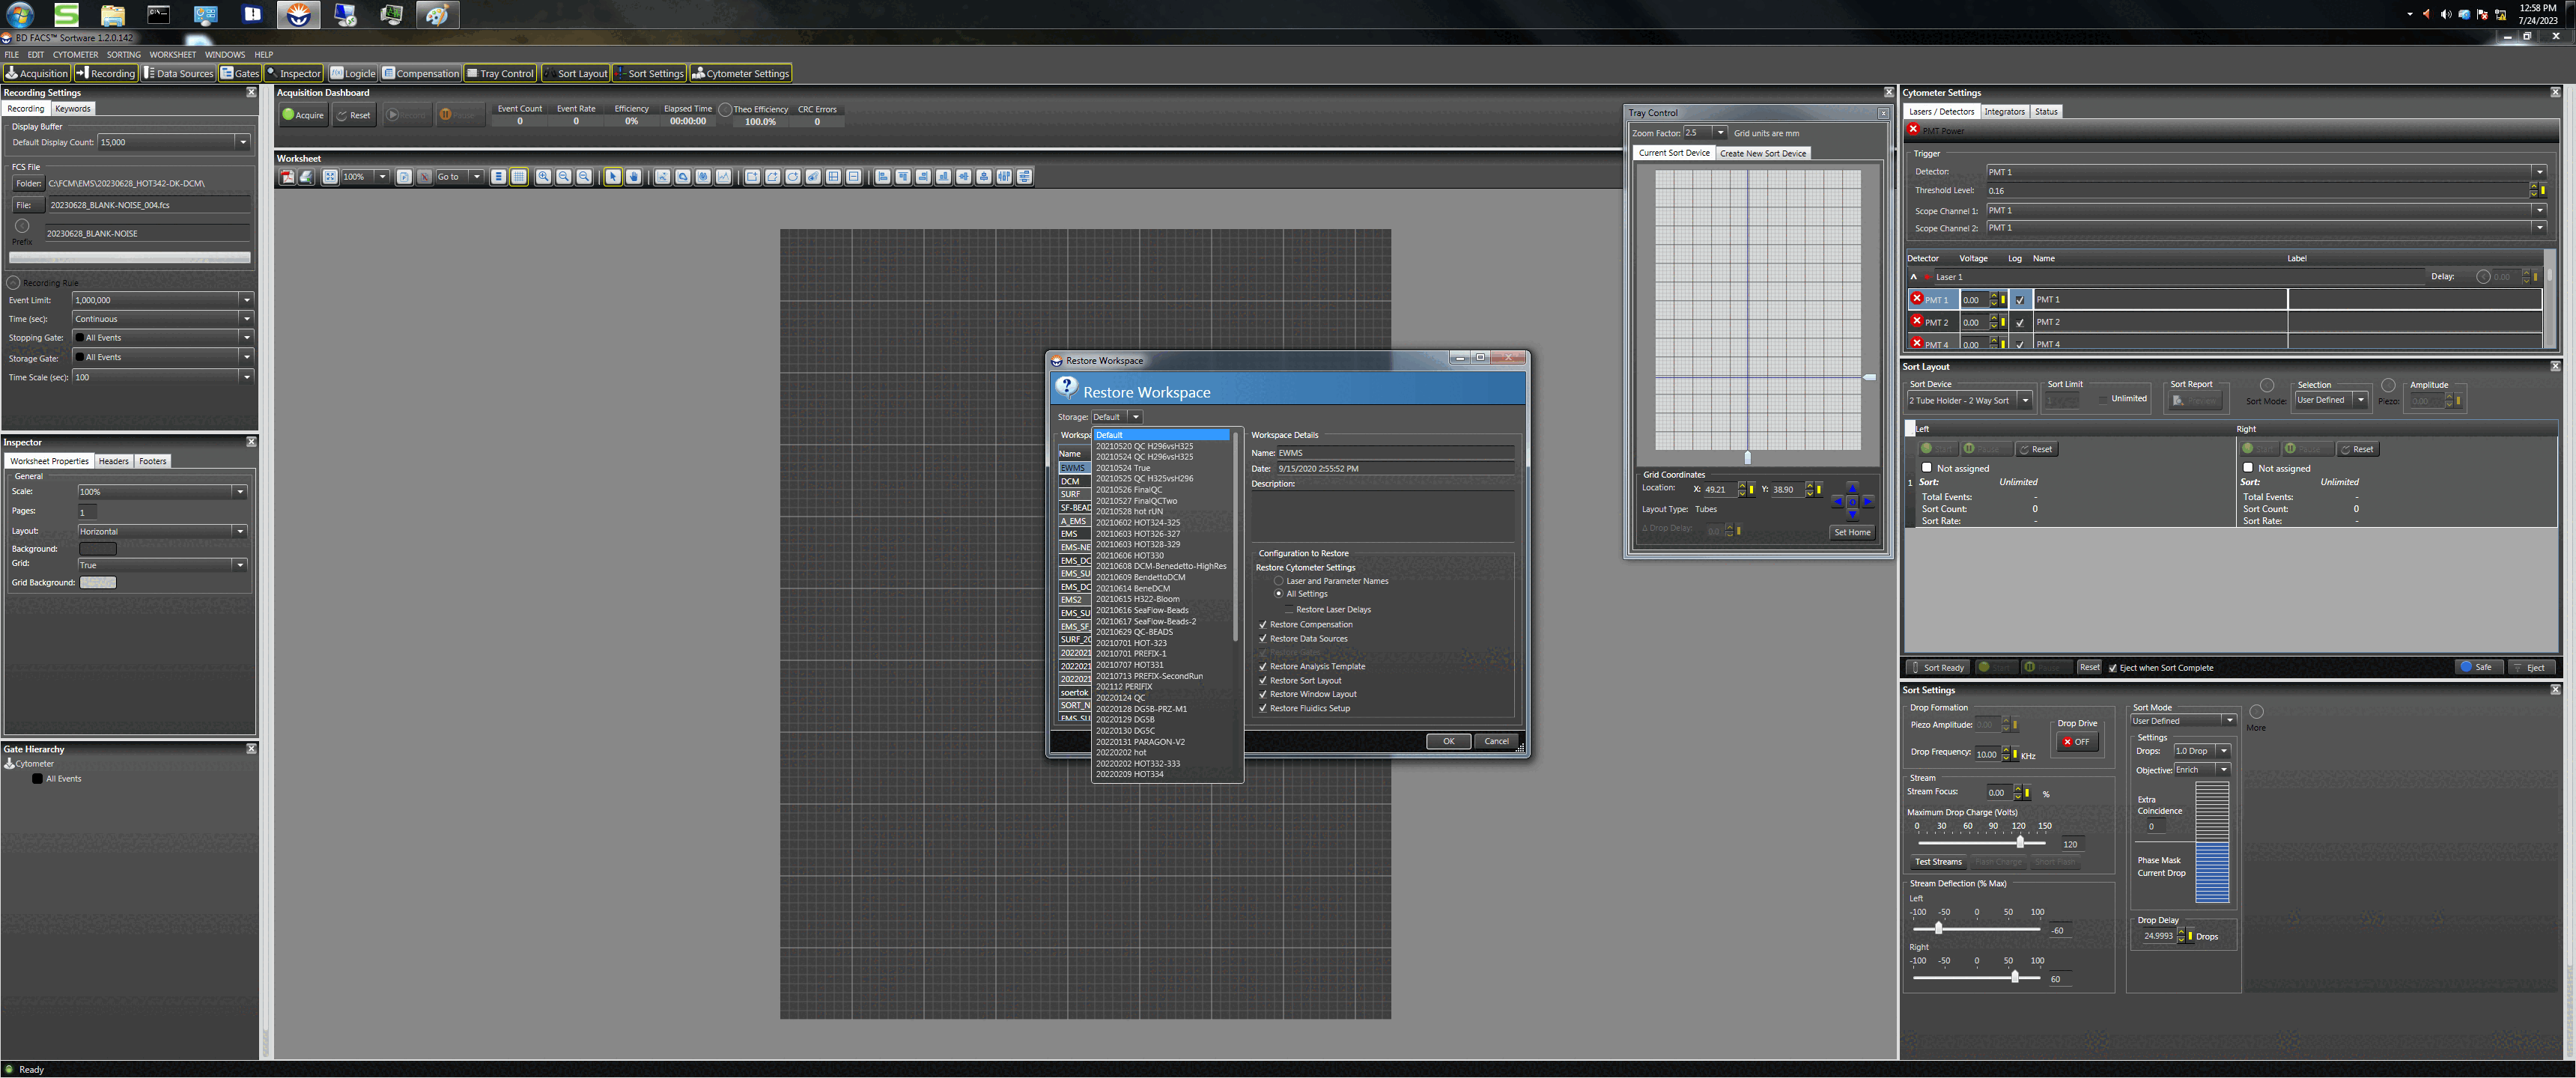 12:58 PM
7/24/2023
BD FACS™ Sortware 1.2.0.142
FILE EDIT CYTOMETER SORTING WORKSHEET WINDOWS HELP
Acquisition Recording Data Sources Gates Inspector Logicle Compensation Tray Control Sort Layout Sort Settings Cytometer Settings
Recording Settings
Recording Keywords
Display Buffer
Default Display Count: 15,000
FCS File
Folder: C:\FCM\EMS\20230628_HOT342-DK-DCM\
File: 20230628_BLANK-NOISE_004.fcs
Prefix 20230628_BLANK-NOISE
Recording Rule
Event Limit: 1,000,000
Time (sec): Continuous
Stopping Gate: All Events
Storage Gate: All Events
Time Scale (sec): 100
Inspector
Worksheet Properties Headers Footers
General
Scale: 100%
Pages: 1
Layout: Horizontal
Background:
Grid: True
Grid Background:
Gate Hierarchy
Cytometer
All Events
Ready
Acquisition Dashboard
Acquire Reset Record Pause
Event Count Event Rate Efficiency Elapsed Time Theo Efficiency CRC Errors
0 0 0% 00:00:00 100.0% 0
Worksheet
100% Go to
Restore Workspace
Restore Workspace
Storage: Default
Name
EWMS
DCM
SURF
SF-BEAD
A_EMS
EMS
EMS-NE
EMS_DC
EMS_SU
EMS_DC
EMS2
EMS_SU
EMS_SF_
SURF_20
2022021
2022021
2022021
soertok
SORT_N
EMS_SU
Default
20210520 QC H296vsH325
20210524 QC H296vsH325
20210524 True
20210525 QC H325vsH296
20210526 FinalQC
20210527 FinalQCTwo
20210528 hot rUN
20210602 HOT324-325
20210603 HOT326-327
20210603 HOT328-329
20210606 HOT330
20210608 DCM-Benedetto-HighRes
20210609 BendettoDCM
20210614 BeneDCM
20210615 H322-Bloom
20210616 SeaFlow-Beads
20210617 SeaFlow-Beads-2
20210629 QC-BEADS
20210701 HOT-323
20210701 PREFIX-1
20210707 HOT331
20210713 PREFIX-SecondRun
202112 PERIFIX
20220124 QC
20220128 DG5B-PRZ-M1
20220129 DG5B
20220130 DG5C
20220131 PARAGON-V2
20220202 hot
20220202 HOT332-333
20220209 HOT334
Workspace Details
Name: EWMS
Date: 9/15/2020 2:55:52 PM
Description:
Configuration to Restore
Restore Cytometer Settings
Laser and Parameter Names
All Settings
Restore Laser Delays
Restore Compensation
Restore Data Sources
Restore Gates
Restore Analysis Template
Restore Sort Layout
Restore Window Layout
Restore Fluidics Setup
OK Cancel
Tray Control
Zoom Factor: 2.5 Grid units are mm
Current Sort Device Create New Sort Device
Grid Coordinates
Location: X: 49.21 Y: 38.90
Layout Type: Tubes
Δ Drop Delay: 0.0
Set Home
Cytometer Settings
Lasers / Detectors Integrators Status
PMT Power
Trigger
Detector: PMT 1
Threshold Level: 0.16
Scope Channel 1: PMT 1
Scope Channel 2: PMT 1
Detector Voltage Log Name Label
Laser 1 Delay: 0.00
PMT 1 0.00 PMT 1
PMT 2 0.00 PMT 2
PMT 4 0.00 PMT 4
Sort Layout
Sort Device
2 Tube Holder - 2 Way Sort
Sort Limit
Unlimited
Sort Report
Sort Mode:
Selection
User Defined
Piezo:
Amplitude
0.00
Left Right
Start Pause Reset Start Pause Reset
Not assigned Not assigned
1 Sort: Unlimited Sort: Unlimited
Total Events: - Total Events: -
Sort Count: 0 Sort Count: 0
Sort Rate: - Sort Rate: -
Sort Ready Start Pause Reset Eject when Sort Complete Safe Eject
Sort Settings
Drop Formation
Piezo Amplitude: 0.00
Drop Frequency: 10.00 KHz
Drop Drive
OFF
Stream
Stream Focus: 0.00 %
Maximum Drop Charge (Volts)
0 30 60 90 120 150
120
Test Streams Flash Charge Short Flash
Stream Deflection (% Max)
Left
-100 -50 0 50 100
-60
Right
-100 -50 0 50 100
60
Sort Mode
User Defined
More
Settings
Drops: 1.0 Drop
Objective: Enrich
Extra
Coincidence
0
Phase Mask
Current Drop
Drop Delay
24.9993 Drops